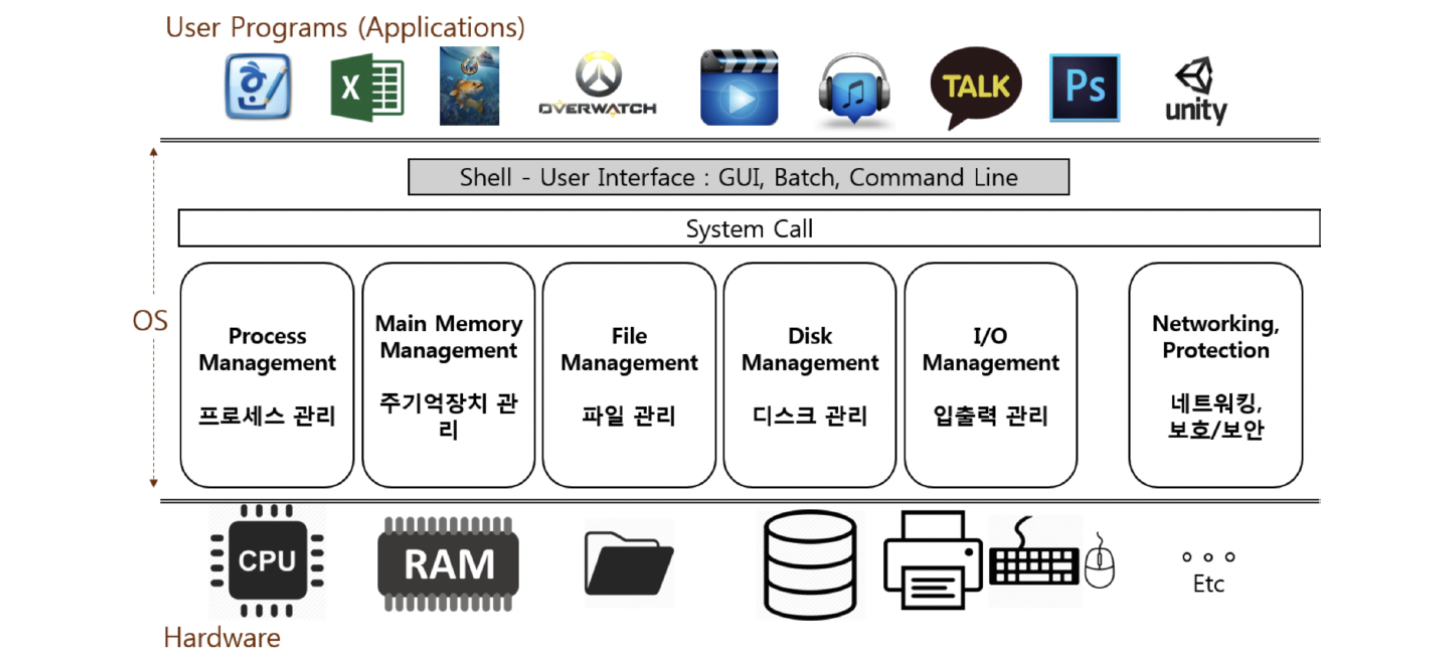 User Programs (Applications)
한
X
OVERWATCH
TALK
Ps
unity
Shell - User Interface : GUI, Batch, Command Line
System Call
OS
Process
Management
프로세스 관리
Main Memory
Management
주기억장치 관
리
File
Management
파일 관리
Disk
Management
디스크 관리
I/O
Management
입출력 관리
Networking,
Protection
네트워킹,
보호/보안
CPU
RAM
Etc
Hardware